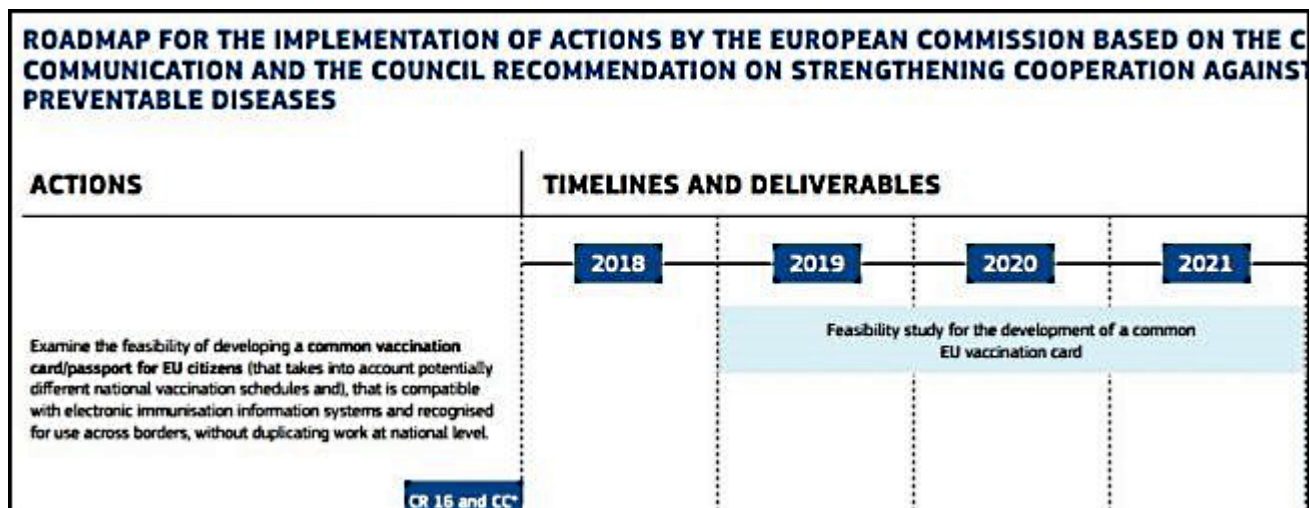 ROADMAP FOR THE IMPLEMENTATION OF ACTIONS BY THE EUROPEAN COMMISSION BASED ON THE C
COMMUNICATION AND THE COUNCIL RECOMMENDATION ON STRENGTHENING COOPERATION AGAINST
PREVENTABLE DISEASES
ACTIONS
TIMELINES AND DELIVERABLES
2018 2019 2020 2021
Feasibility study for the development of a common
EU vaccination card
Examine the feasibility of developing a common vaccination
card/passport for EU citizens (that takes into account potentially
different national vaccination schedules and), that is compatible
with electronic immunisation information systems and recognised
for use across borders, without duplicating work at national level.
CR 16 and CC*